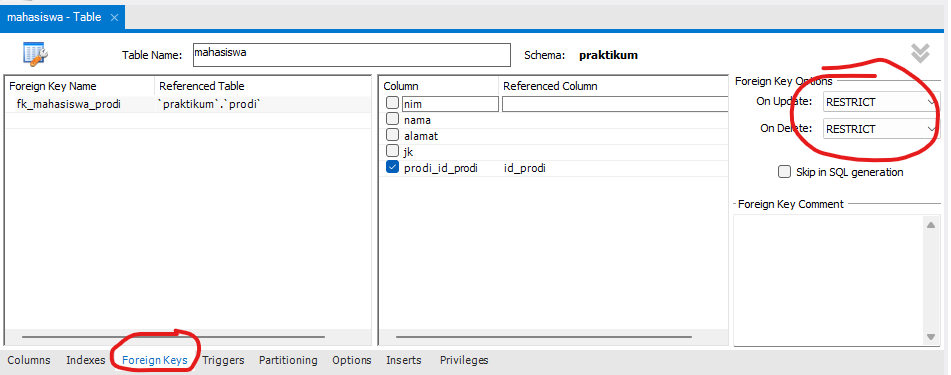 mahasiswa - Table ×
Table Name: mahasiswa Schema: praktikum
Foreign Key Name Referenced Table
fk_mahasiswa_prodi `praktikum`.`prodi`
Column Referenced Column
nim
nama
alamat
jk
prodi_id_prodi id_prodi
Foreign Key Options
On Update: RESTRICT
On Delete: RESTRICT
Skip in SQL generation
Foreign Key Comment
Columns Indexes Foreign Keys Triggers Partitioning Options Inserts Privileges